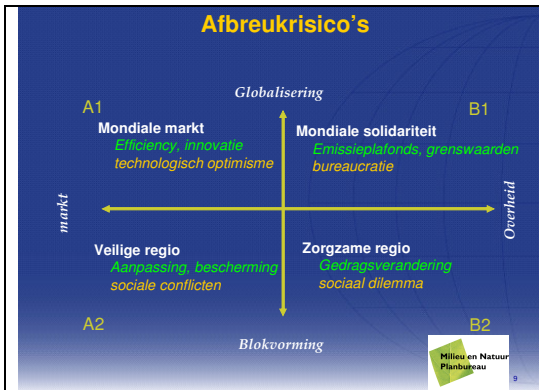 Afbreukrisico's
Globalisering
A1
B1
Mondiale markt
Efficiency, innovatie
technologisch optimisme
Mondiale solidariteit
Emissieplafonds, grenswaarden
bureaucratie
markt
Overheid
Veilige regio
Aanpassing, bescherming
sociale conflicten
Zorgzame regio
Gedragsverandering
sociaal dilemma
A2
B2
Blokvorming
Milieu en Natuur
Planbureau
9